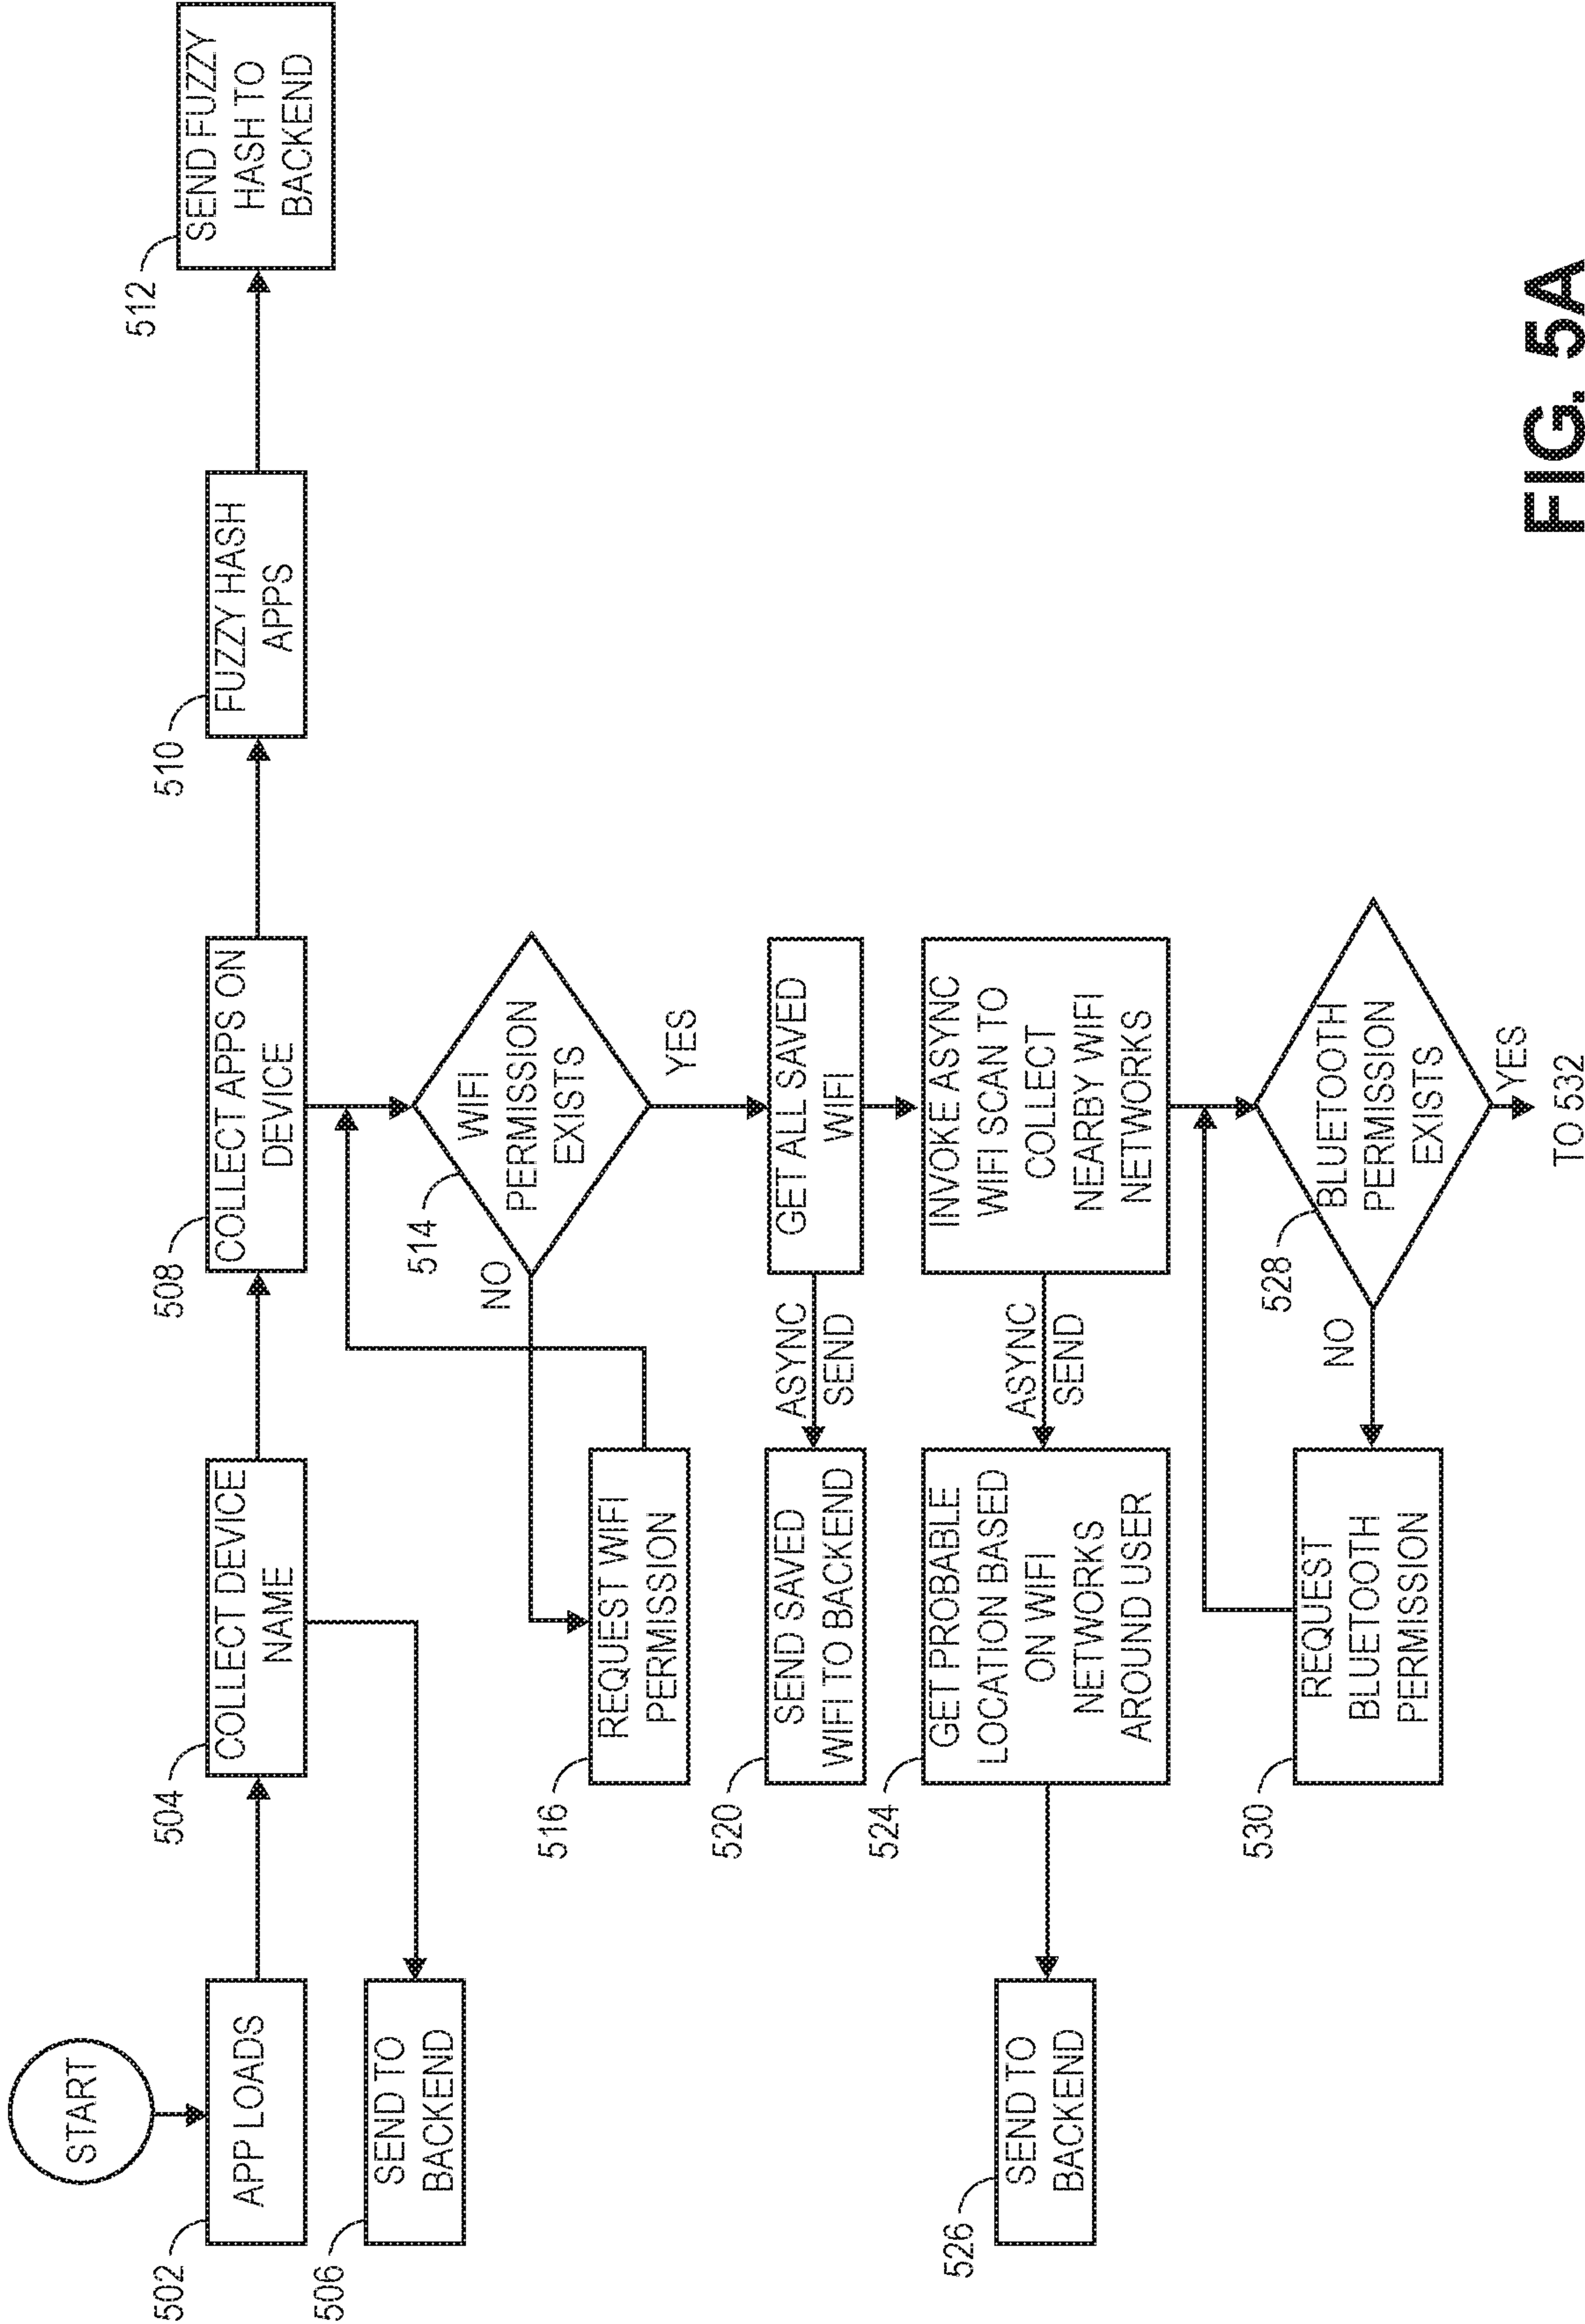 START
502
APP LOADS
504
COLLECT DEVICE
NAME
506
SEND TO
BACKEND
508
COLLECT APPS ON
DEVICE
510
FUZZY HASH
APPS
512
SEND FUZZY
HASH TO
BACKEND
514
WIFI
PERMISSION
EXISTS
NO
YES
516
REQUEST WIFI
PERMISSION
GET ALL SAVED
WIFI
ASYNC
SEND
520
SEND SAVED
WIFI TO BACKEND
INVOKE ASYNC
WIFI SCAN TO
COLLECT
NEARBY WIFI
NETWORKS
ASYNC
SEND
524
GET PROBABLE
LOCATION BASED
ON WIFI
NETWORKS
AROUND USER
526
SEND TO
BACKEND
528
BLUETOOTH
PERMISSION
EXISTS
NO
YES
530
REQUEST
BLUETOOTH
PERMISSION
TO 532
FIG. 5A